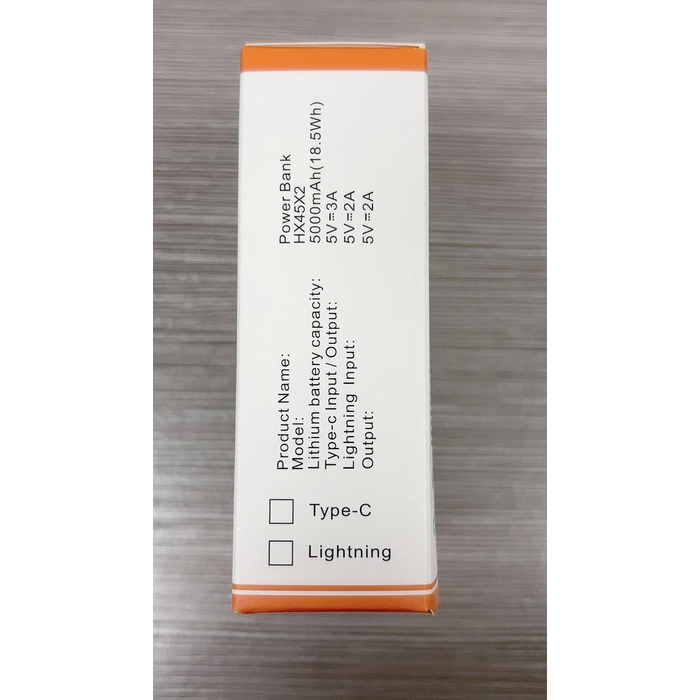 Product Name: Power Bank
Model: HX45X2
Lithium battery capacity: 5000mAh(18.5Wh)
Type-c Input / Output: 5V⎓3A
Lightning Input: 5V⎓2A
Output: 5V⎓2A
Type-C
Lightning